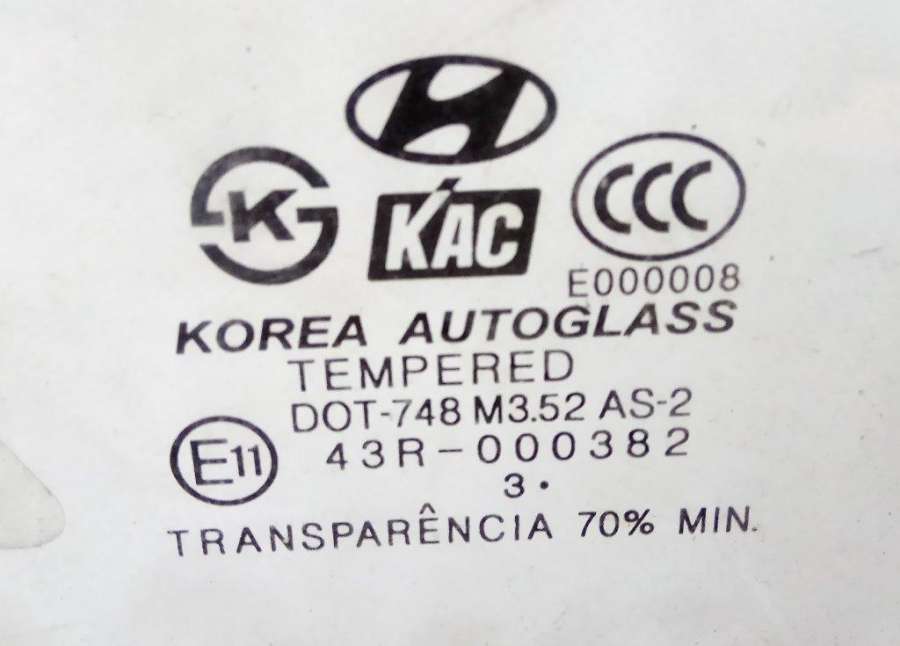 K
KAC
CCC
E000008
KOREA AUTOGLASS
TEMPERED
DOT-748 M3.52 AS-2
E11 43R-000382
3 •
TRANSPARÊNCIA 70% MIN.